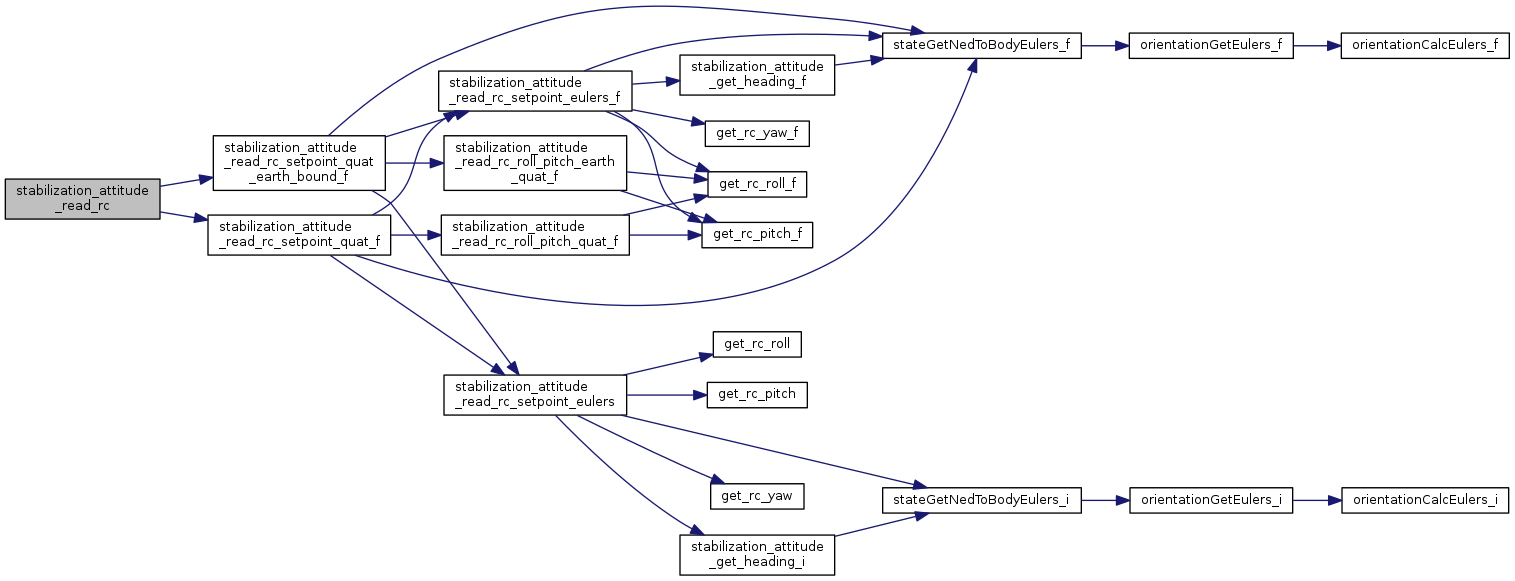 stabilization_attitude
_read_rc
stabilization_attitude
_read_rc_setpoint_quat
_earth_bound_f
stabilization_attitude
_read_rc_setpoint_quat_f
stabilization_attitude
_read_rc_setpoint_eulers_f
stabilization_attitude
_read_rc_roll_pitch_earth
_quat_f
stabilization_attitude
_read_rc_roll_pitch_quat_f
stabilization_attitude
_read_rc_setpoint_eulers
stabilization_attitude
_get_heading_f
get_rc_yaw_f
get_rc_roll_f
get_rc_pitch_f
get_rc_roll
get_rc_pitch
get_rc_yaw
stabilization_attitude
_get_heading_i
stateGetNedToBodyEulers_f
orientationGetEulers_f
orientationCalcEulers_f
stateGetNedToBodyEulers_i
orientationGetEulers_i
orientationCalcEulers_i